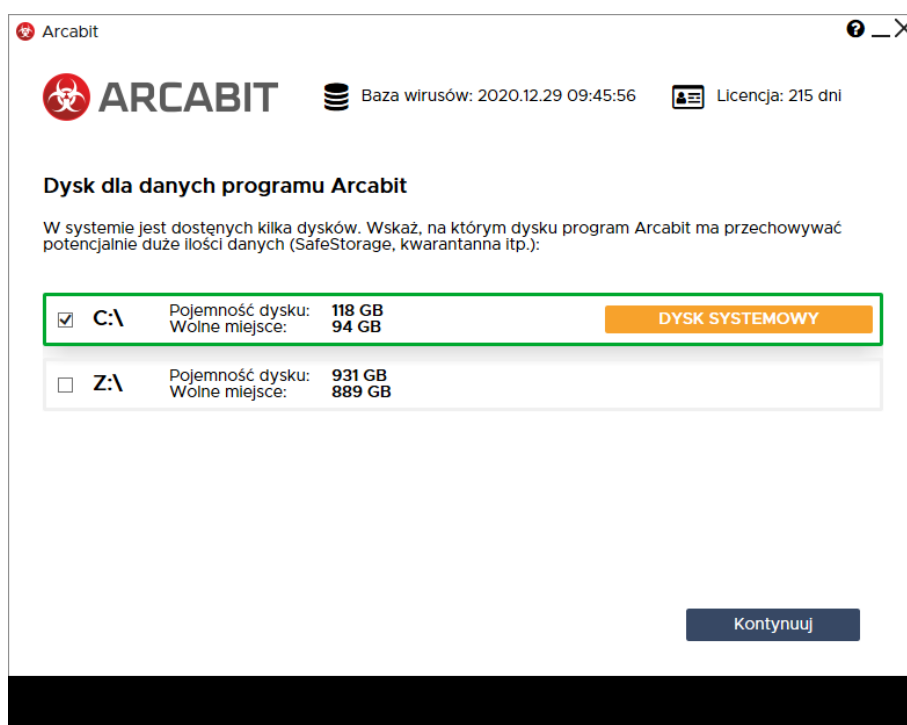 Arcabit
ARCABIT
Baza wirusów: 2020.12.29 09:45:56
Licencja: 215 dni
Dysk dla danych programu Arcabit
W systemie jest dostęnych kilka dysków. Wskaż, na którym dysku program Arcabit ma przechowywać
potencjalnie duże ilości danych (SafeStorage, kwarantanna itp.):
C:\
Pojemność dysku: 118 GB
Wolne miejsce: 94 GB
DYSK SYSTEMOWY
Z:\
Pojemność dysku: 931 GB
Wolne miejsce: 889 GB
Kontynuuj